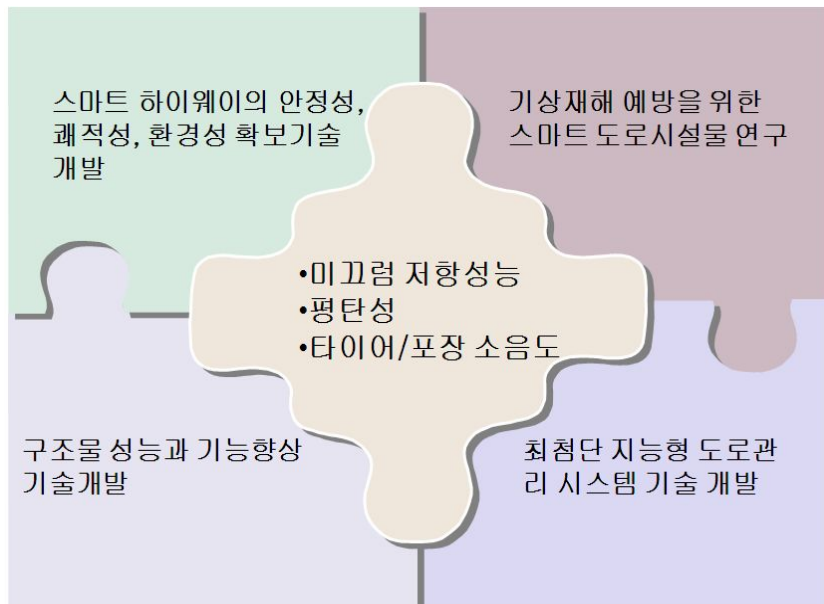 스마트 하이웨이의 안정성,
쾌적성, 환경성 확보기술
개발
기상재해 예방을 위한
스마트 도로시설물 연구
•미끄럼 저항성능
•평탄성
•타이어/포장 소음도
구조물 성능과 기능향상
기술개발
최첨단 지능형 도로관
리 시스템 기술 개발